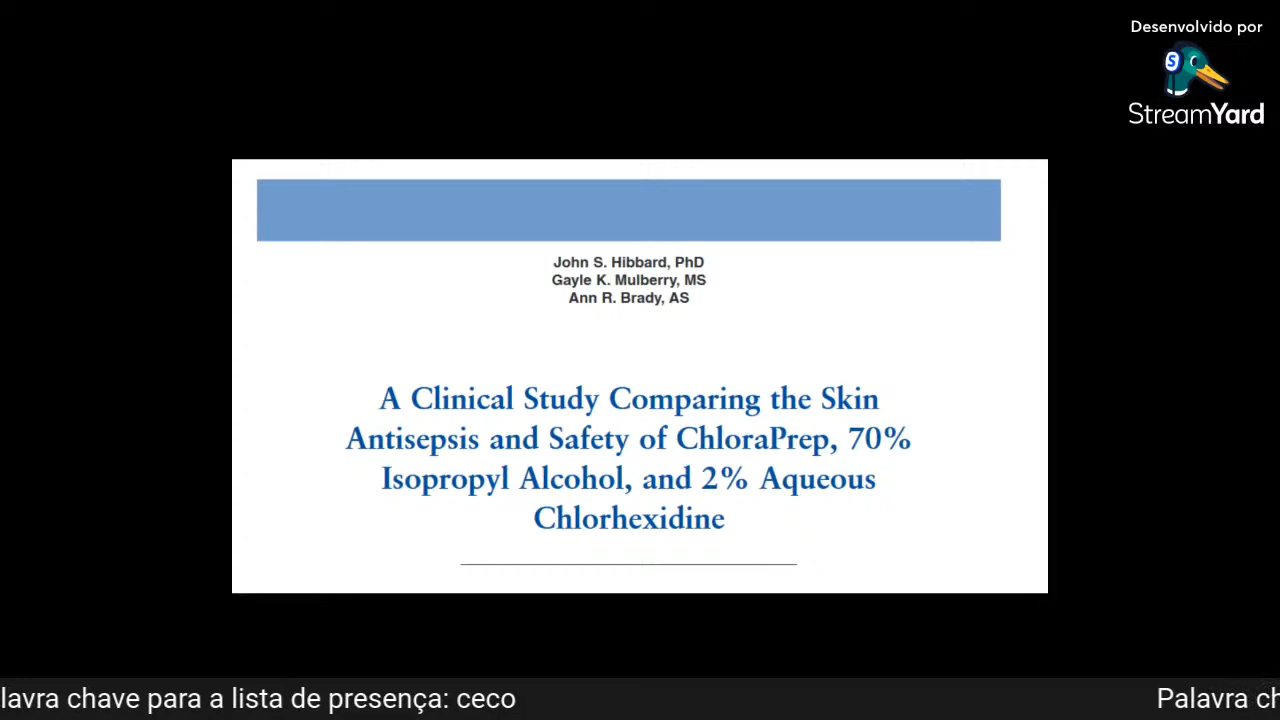 Desenvolvido por
StreamYard
John S. Hibbard, PhD
Gayle K. Mulberry, MS
Ann R. Brady, AS
A Clinical Study Comparing the Skin
Antisepsis and Safety of ChloraPrep, 70%
Isopropyl Alcohol, and 2% Aqueous
Chlorhexidine
lavra chave para a lista de presença: ceco
Palavra ch